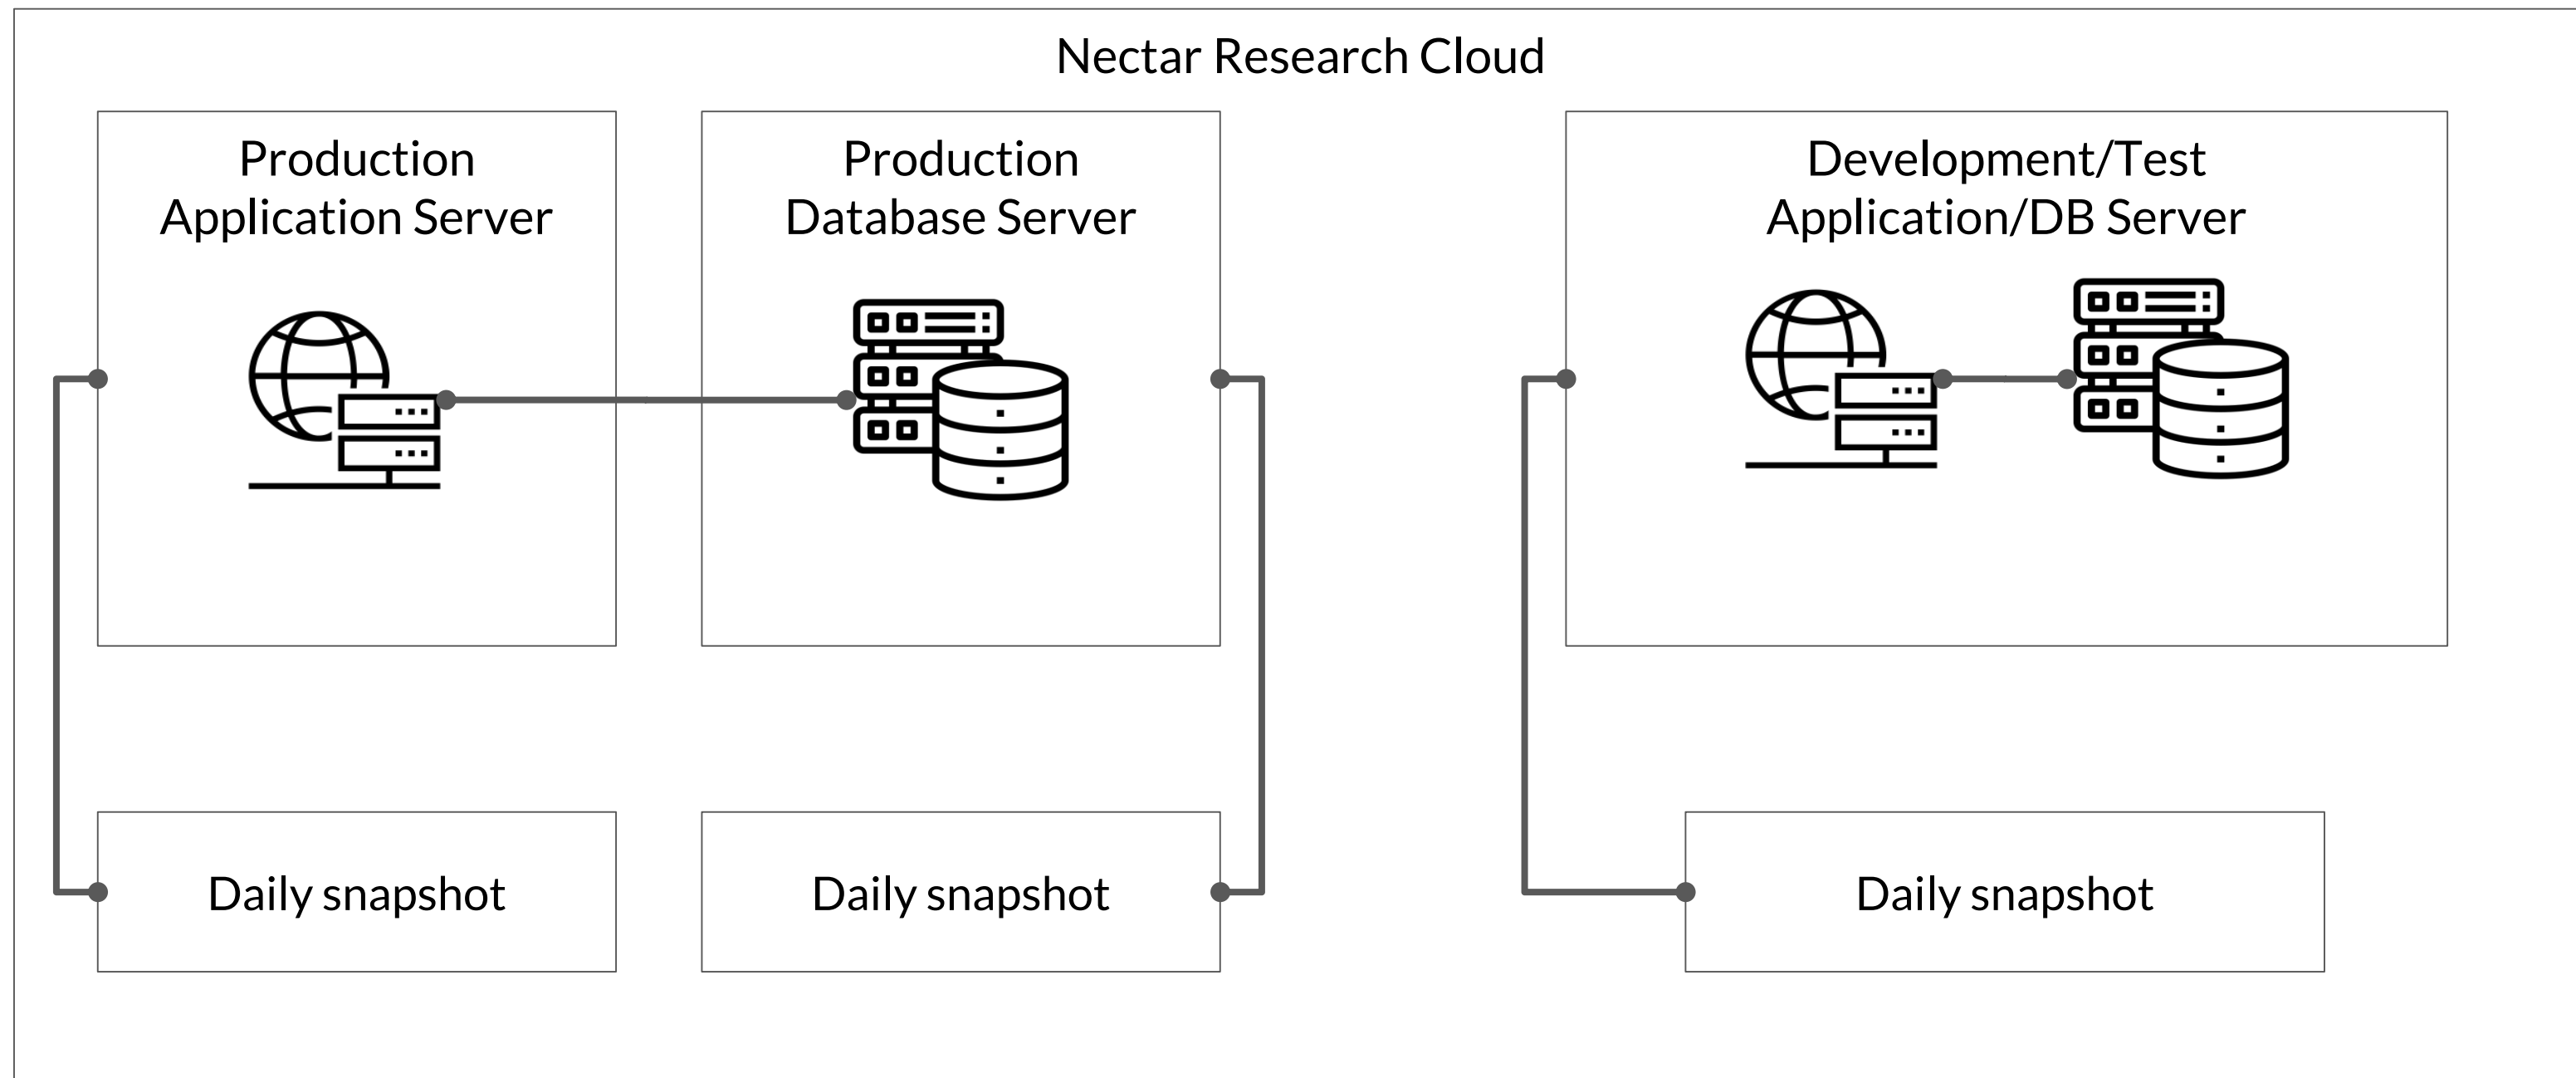 Nectar Research Cloud
Production
Application Server
Production
Database Server
Development/Test
Application/DB Server
Daily snapshot
Daily snapshot
Daily snapshot